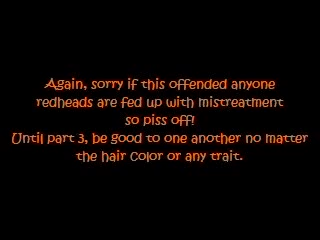 Again, sorry if this offended anyone
redheads are fed up with mistreatment
so piss off!
Until part 3, be good to one another no matter
the hair color or any trait.